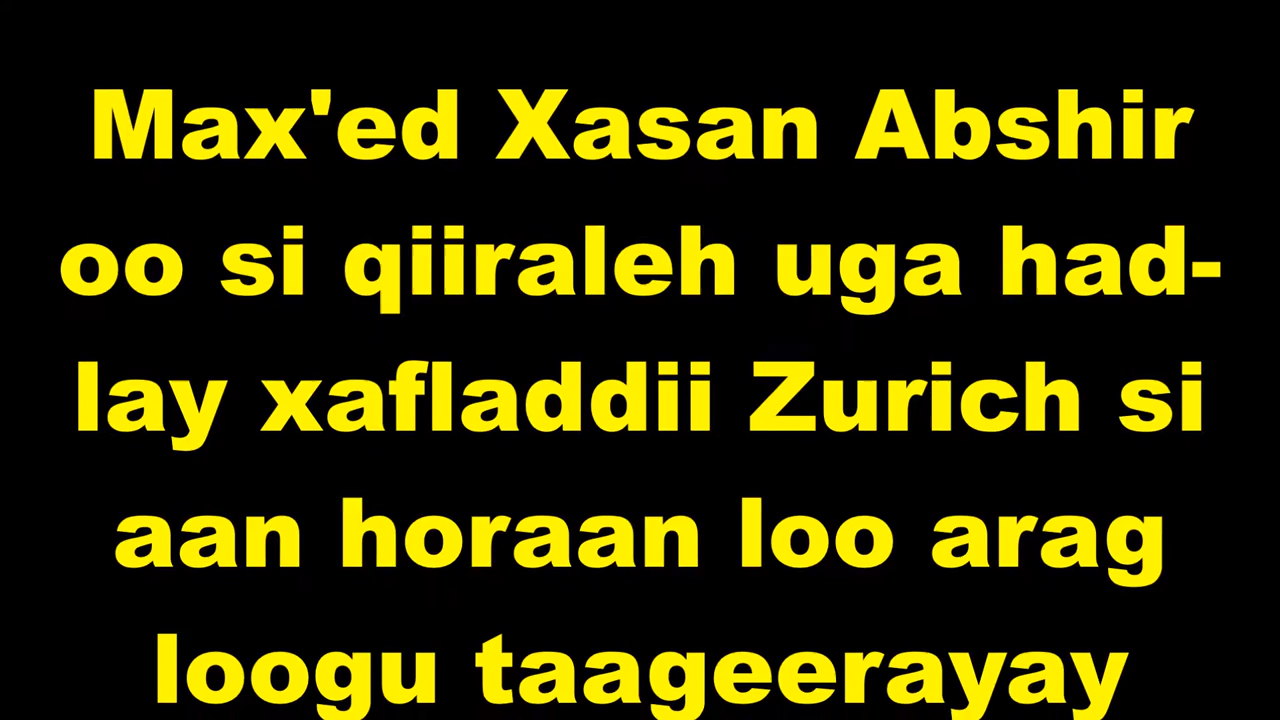 Max'ed Xasan Abshir
oo si qiiraleh uga had-
lay xafladdii Zurich si
aan horaan loo arag
loogu taageerayay